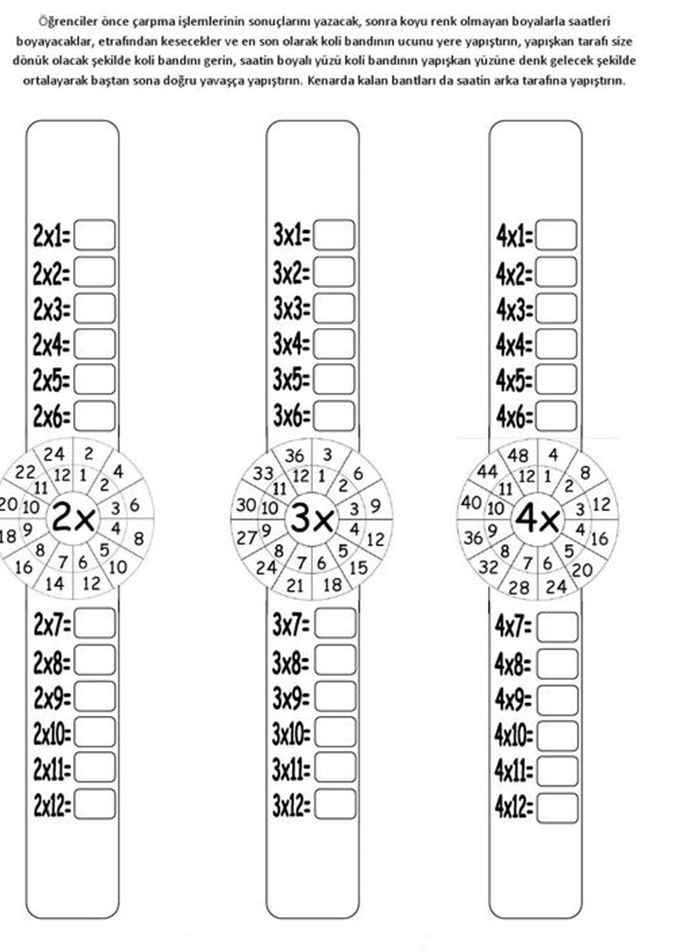 Öğrenciler önce çarpma işlemlerinin sonuçlarını yazacak, sonra koyu renk olmayan boyalarla saatleri
boyayacaklar, etrafından kesecekler ve en son olarak koli bandının ucunu yere yapıştırın, yapışkan tarafı size
dönük olacak şekilde koli bandını gerin, saatin boyalı yüzü koli bandının yapışkan yüzüne denk gelecek şekilde
ortalayarak baştan sona doğru yavaşça yapıştırın. Kenarda kalan bantları da saatin arka tarafına yapıştırın.
2x1=
2x2=
2x3=
2x4=
2x5=
2x6=
24 2
22 12 1 4
11 2
20 10 2x 3 6
18 9 4 8
8 5
16 7 6 10
14 12
2x7=
2x8=
2x9=
2x10=
2x11=
2x12=
3x1=
3x2=
3x3=
3x4=
3x5=
3x6=
36 3
33 12 1 6
11 2
30 10 3x 3 9
27 9 4 12
8 5
24 7 6 15
21 18
3x7=
3x8=
3x9=
3x10=
3x11=
3x12=
4x1=
4x2=
4x3=
4x4=
4x5=
4x6=
48 4
44 12 1 8
11 2
40 10 4x 3 12
36 9 4 16
8 5
32 7 6 20
28 24
4x7=
4x8=
4x9=
4x10=
4x11=
4x12=